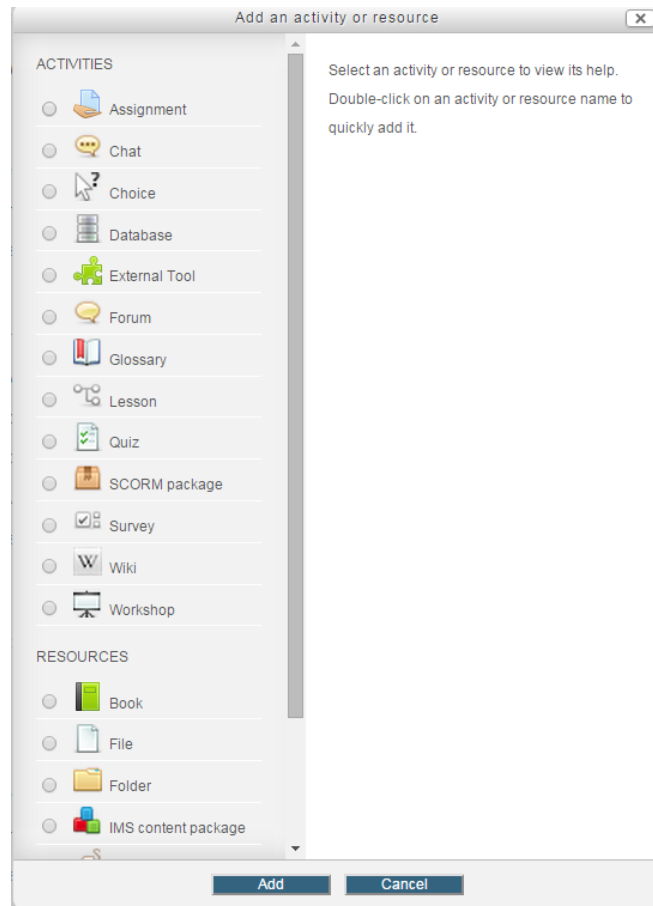 Add an activity or resource
x
ACTIVITIES
Select an activity or resource to view its help.
Assignment
Double-click on an activity or resource name to
quickly add it.
Chat
?
Choice
Database
External Tool
Forum
Glossary
Lesson
Quiz
SCORM package
Survey
W
Wiki
Workshop
RESOURCES
Book
File
Folder
IMS content package
Add
Cancel